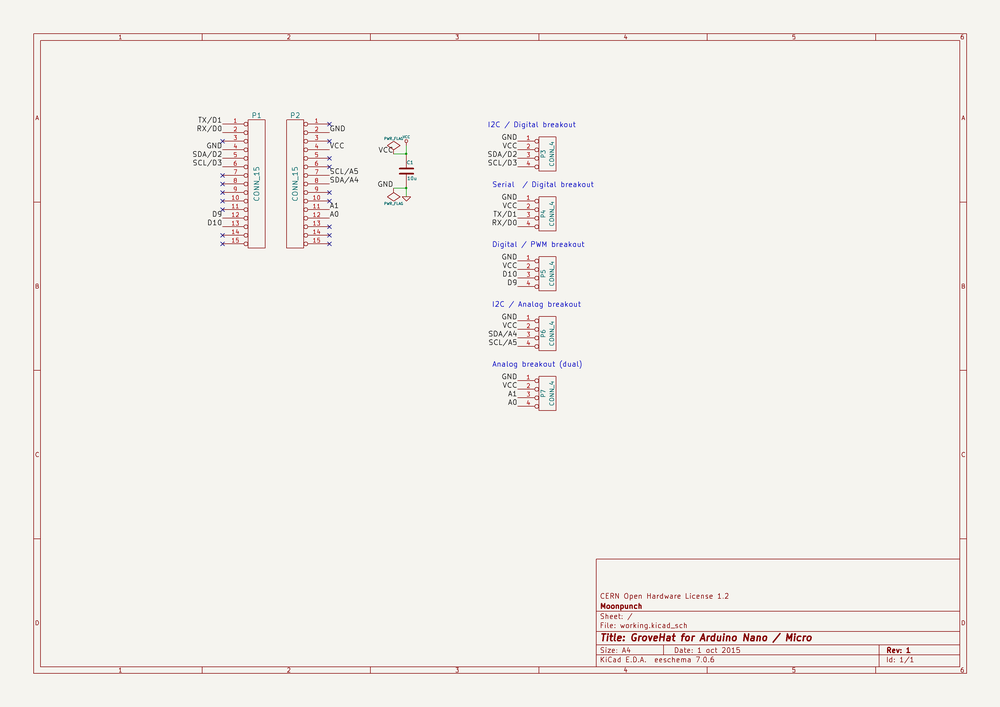 1 2 3 4 5 6
A A
B B
C C
D D
P1
CONN_15
TX/D1 1
RX/D0 2
3
GND 4
SDA/D2 5
SCL/D3 6
7
8
9
10
11
D9 12
D10 13
14
15
P2
CONN_15
1
2 GND
3
4 VCC
5
6
7 SCL/A5
8 SDA/A4
9
10
11 A1
12 A0
13
14
15
PWR_FLAG VCC
VCC
C1
10u
GND
PWR_FLAG
I2C / Digital breakout
GND 1
VCC 2
SDA/D2 3
SCL/D3 4
P3
CONN_4
Serial  / Digital breakout
GND 1
VCC 2
TX/D1 3
RX/D0 4
P4
CONN_4
Digital / PWM breakout
GND 1
VCC 2
D10 3
D9 4
P5
CONN_4
I2C / Analog breakout
GND 1
VCC 2
SDA/A4 3
SCL/A5 4
P6
CONN_4
Analog breakout (dual)
GND 1
VCC 2
A1 3
A0 4
P7
CONN_4
CERN Open Hardware License 1.2
Moonpunch
Sheet: /
File: working.kicad_sch
Title: GroveHat for Arduino Nano / Micro
Size: A4 Date: 1 oct 2015 Rev: 1
KiCad E.D.A.  eeschema 7.0.6 Id: 1/1
1 2 3 4 5 6